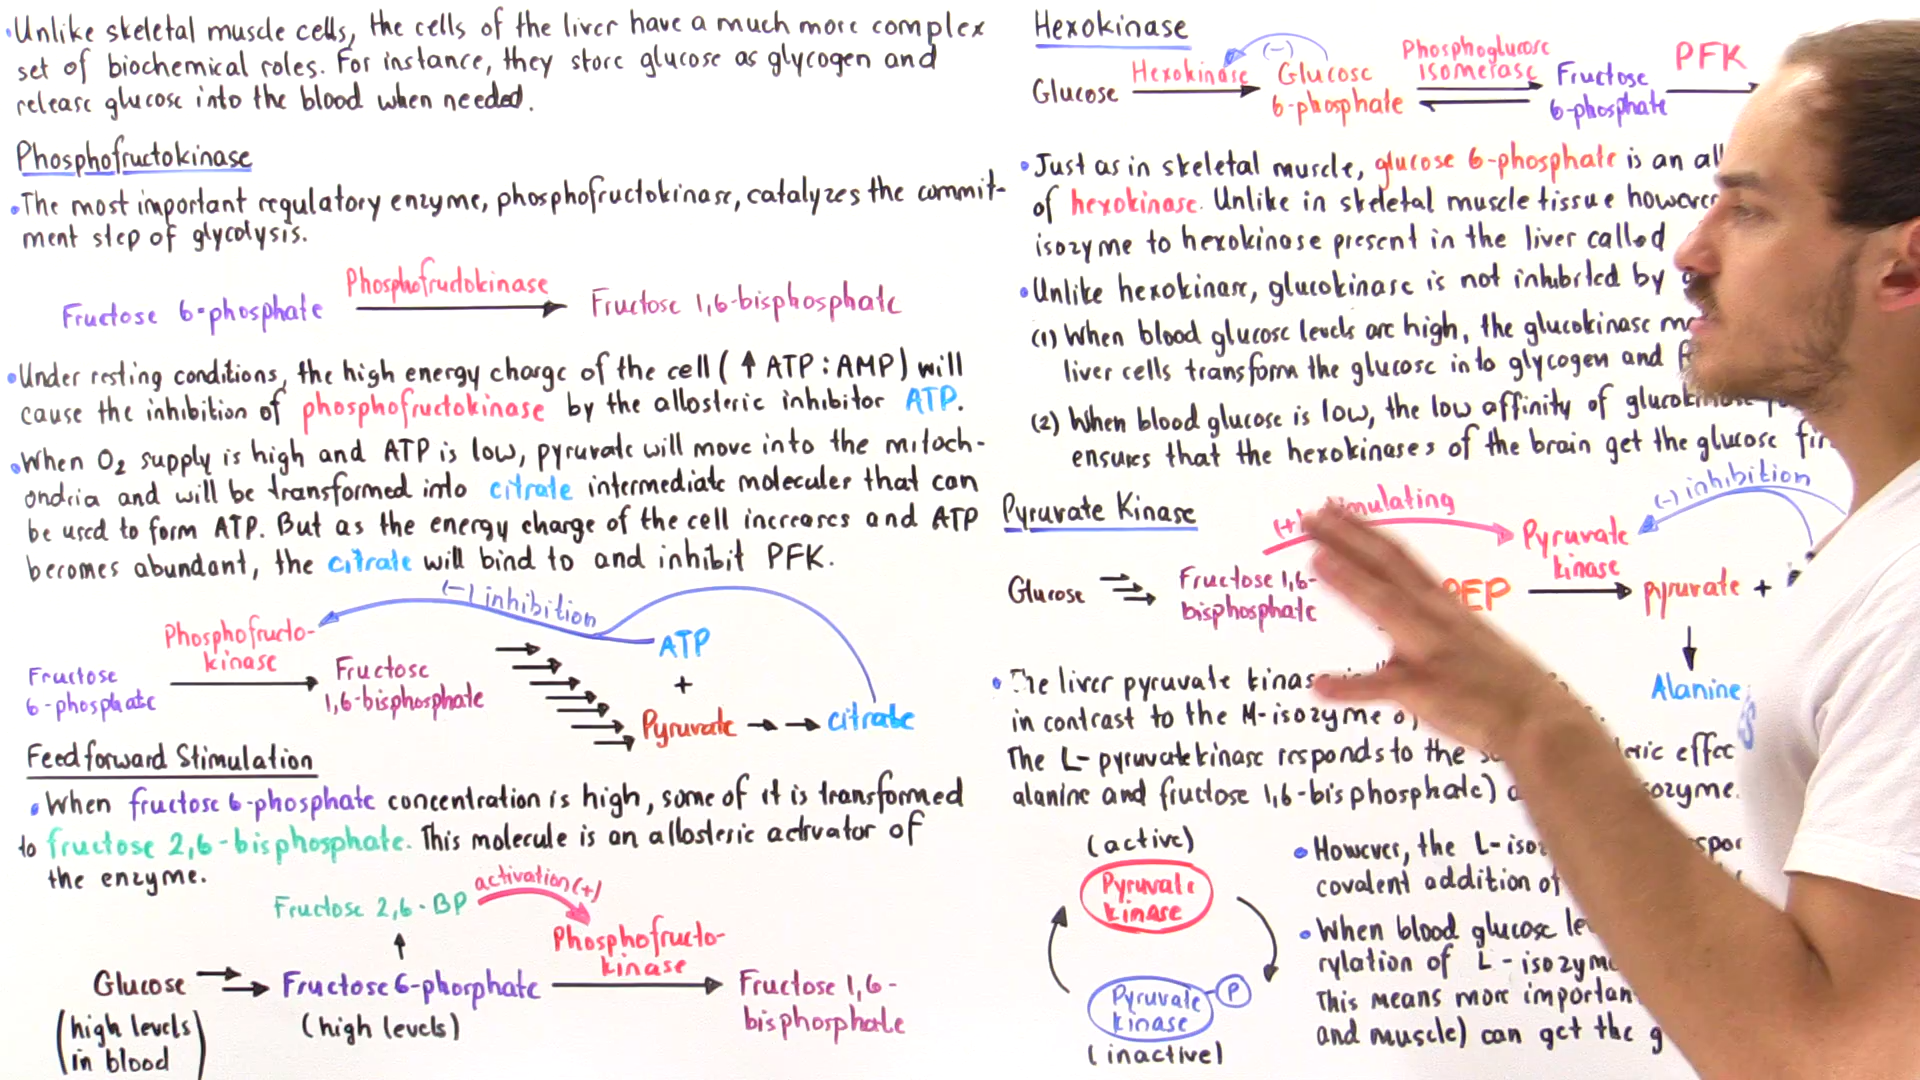 Unlike skeletal muscle cells, the cells of the liver have a much more complex
set of biochemical roles. For instance, they store glucose as glycogen and
release glucose into the blood when needed.
Phosphofructokinase
The most important regulatory enzyme, phosphofructokinase, catalyzes the commit-
ment step of glycolysis.
Phosphofructokinase
Fructose 6-phosphate → Fructose 1,6-bisphosphate
Under resting conditions, the high energy charge of the cell (↑ ATP:AMP) will
cause the inhibition of phosphofructokinase by the allosteric inhibitor ATP.
When O2 supply is high and ATP is low, pyruvate will move into the mitoch-
ondria and will be transformed into citrate intermediate moleculer that can
be used to form ATP. But as the energy charge of the cell increases and ATP
becomes abundant, the citrate will bind to and inhibit PFK.
(-) inhibition
Phosphofructo-
kinase
Fructose
6-phosphate
Fructose
1,6-bisphosphate
ATP
+
Pyruvate → → citrate
Feedforward Stimulation
When fructose 6-phosphate concentration is high, some of it is transformed
to fructose 2,6-bisphosphate. This molecule is an allosteric activator of
the enzyme.
activation (+)
Fructose 2,6-BP
Phosphofructo-
kinase
Glucose
Fructose 6-phosphate
Fructose 1,6-
bisphosphate
(high levels
in blood)
(high levels)
Hexokinase
(-)
Glucose
Hexokinase
Glucose
6-phosphate
Phosphoglucose
isomerase
Fructose
6-phosphate
PFK
Just as in skeletal muscle, glucose 6-phosphate is an
of hexokinase. Unlike in skeletal muscle tissue
isozyme to hexokinase present in the liver called
Unlike hexokinase, glucokinase is not inhibited by
(1) When blood glucose levels are high, the glucokinase
liver cells transform the glucose into glycogen and
(2) When blood glucose is low, the low affinity of
ensures that the hexokinases of the brain get the glucose
Pyruvate Kinase
(+)
(-) inhibition
Pyruvate
kinase
Glucose
Fructose 1,6-
bisphosphate
PEP → pyruvate +
Alanine
The liver pyruvate
in contrast to the M-isozyme
The L-pyruvate kinase responds to the
alanine and fructose 1,6-bisphosphate)
(active)
Pyruvate
kinase
Pyruvate
kinase
P
(inactive)
However, the
covalent addition of
When blood glucose
rylation of L-
This means more
and muscle) can get the